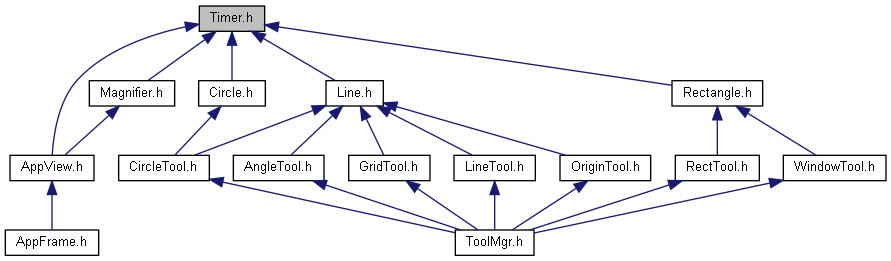 Timer.h
Magnifier.h
Circle.h
Line.h
Rectangle.h
AppView.h
CircleTool.h
AngleTool.h
GridTool.h
LineTool.h
OriginTool.h
RectTool.h
WindowTool.h
AppFrame.h
ToolMgr.h